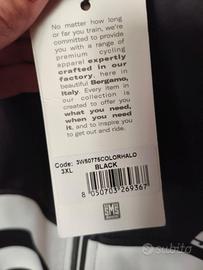 No matter how long
or far you train, we're
committed to provide
you with premium
premium cycling
apparel expertly
crafted in our
factory, here in
beautiful Bergamo,
Italy. Every item in
our collection is
created to offer you
what you need,
when you need
it, and to inspire you to
get out and ride.
Code: 3W50775COLORHALO
3XL BLACK
8 050703 269367
SMS
subito